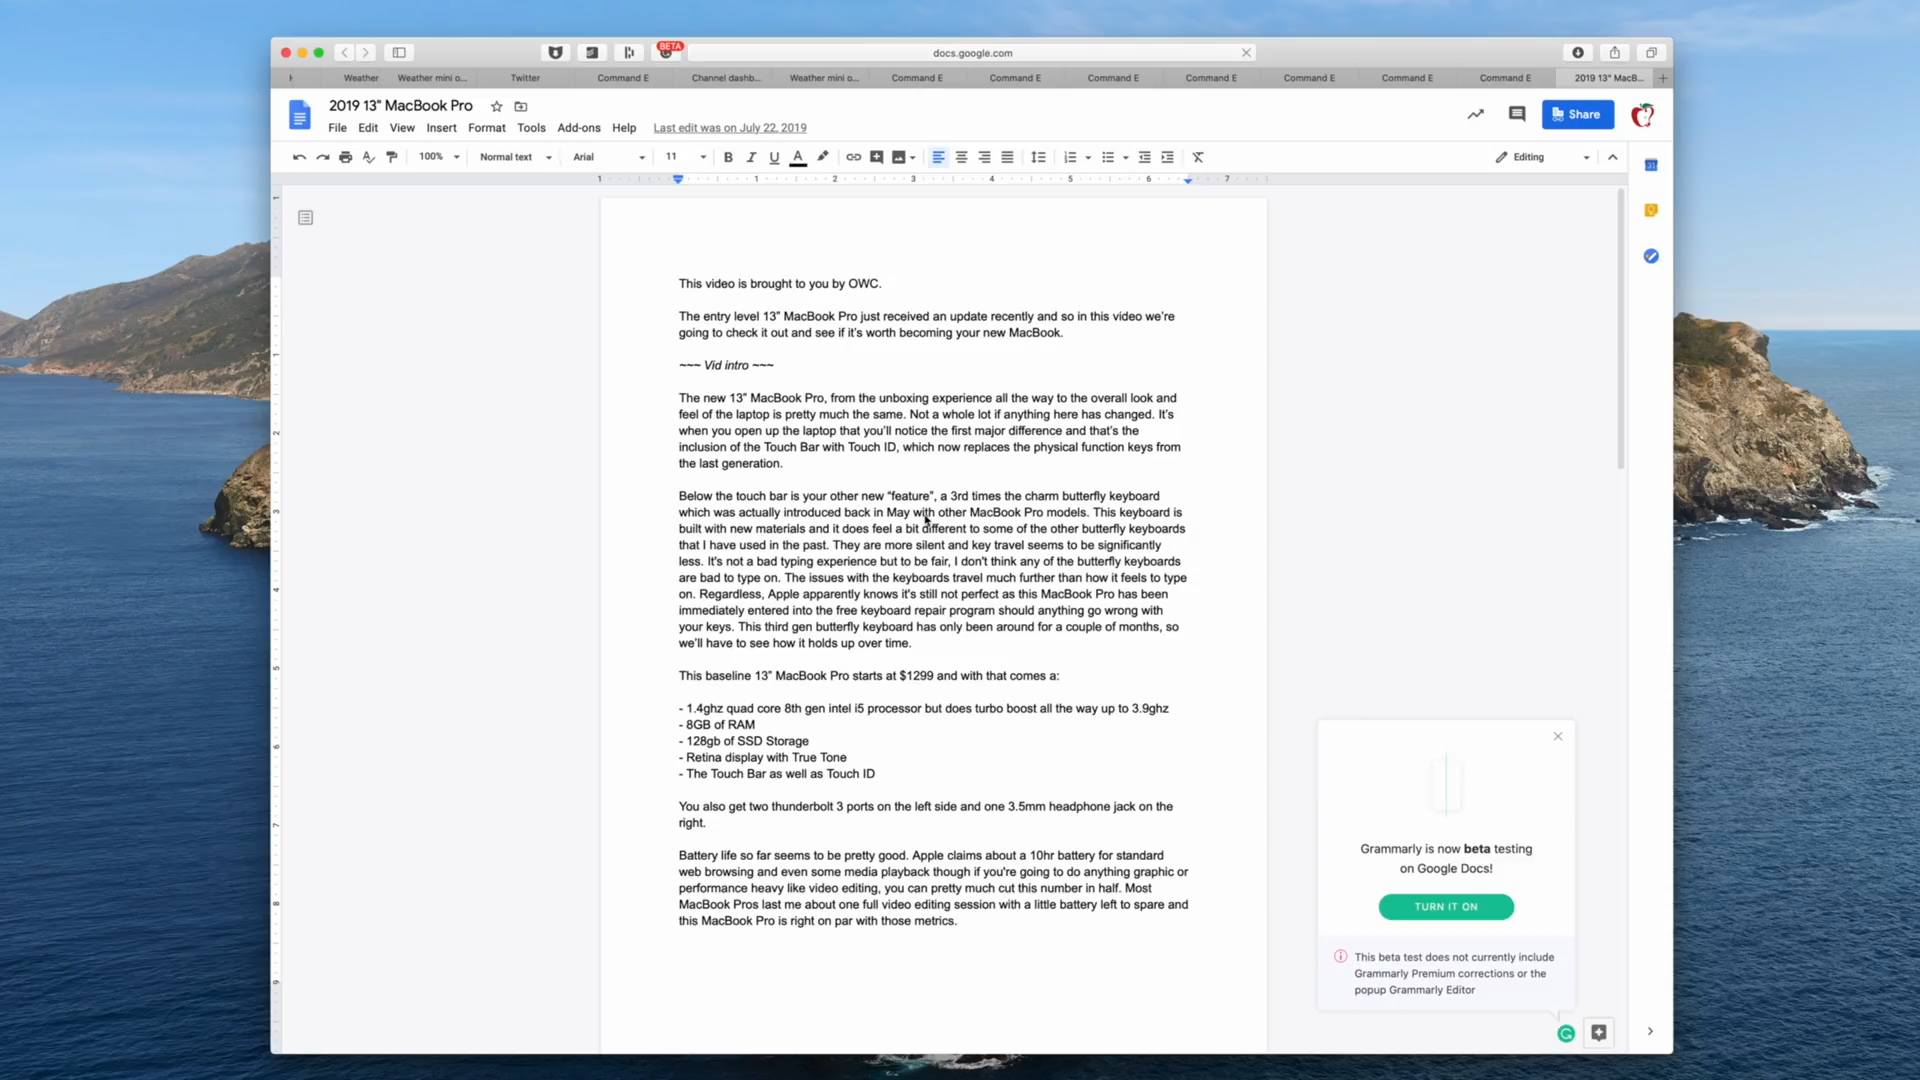 BETA
docs.google.com
Weather
Weather mini o...
Twitter
Command E
Channel dashb...
Weather mini o...
Command E
Command E
Command E
Command E
Command E
Command E
Command E
2019 13" MacB...
2019 13" MacBook Pro
File Edit View Insert Format Tools Add-ons Help Last edit was on July 22, 2019
Share
100% Normal text Arial 11 B I U A Editing
1 1 2 3 4 5 6 7
This video is brought to you by OWC.
The entry level 13” MacBook Pro just received an update recently and so in this video we’re
going to check it out and see if it’s worth becoming your new MacBook.
~~~ Vid intro ~~~
The new 13” MacBook Pro, from the unboxing experience all the way to the overall look and
feel of the laptop is pretty much the same. Not a whole lot if anything here has changed. It’s
when you open up the laptop that you’ll notice the first major difference and that’s the
inclusion of the Touch Bar with Touch ID, which now replaces the physical function keys from
the last generation.
Below the touch bar is your other new “feature”, a 3rd times the charm butterfly keyboard
which was actually introduced back in May with other MacBook Pro models. This keyboard is
built with new materials and it does feel a bit different to some of the other butterfly keyboards
that I have used in the past. They are more silent and key travel seems to be significantly
less. It's not a bad typing experience but to be fair, I don't think any of the butterfly keyboards
are bad to type on. The issues with the keyboards travel much further than how it feels to type
on. Regardless, Apple apparently knows it's still not perfect as this MacBook Pro has been
immediately entered into the free keyboard repair program should anything go wrong with
your keys. This third gen butterfly keyboard has only been around for a couple of months, so
we’ll have to see how it holds up over time.
This baseline 13” MacBook Pro starts at $1299 and with that comes a:
- 1.4ghz quad core 8th gen intel i5 processor but does turbo boost all the way up to 3.9ghz
- 8GB of RAM
- 128gb of SSD Storage
- Retina display with True Tone
- The Touch Bar as well as Touch ID
You also get two thunderbolt 3 ports on the left side and one 3.5mm headphone jack on the
right.
Battery life so far seems to be pretty good. Apple claims about a 10hr battery for standard
web browsing and even some media playback though if you're going to do anything graphic or
performance heavy like video editing, you can pretty much cut this number in half. Most
MacBook Pros last me about one full video editing session with a little battery left to spare and
this MacBook Pro is right on par with those metrics.
Grammarly is now beta testing
on Google Docs!
TURN IT ON
This beta test does not currently include
Grammarly Premium corrections or the
popup Grammarly Editor